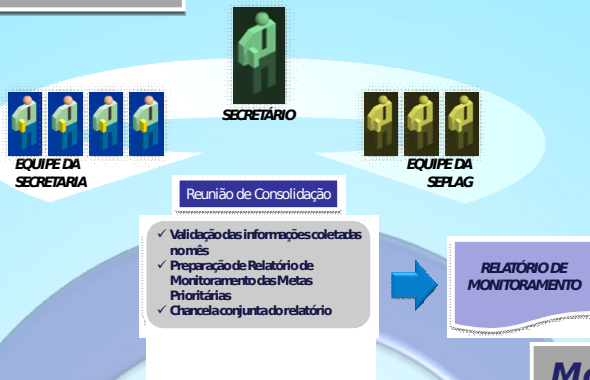 SECRETÁRIO
EQUIPE DA
SECRETARIA
EQUIPE DA
SEPLAG
Reunião de Consolidação
✓ Validação das informações coletadas
no mês
✓ Preparação de Relatório de
Monitoramento das Metas
Prioritárias
✓ Chancela conjunta do relatório
RELATÓRIO DE
MONITORAMENTO